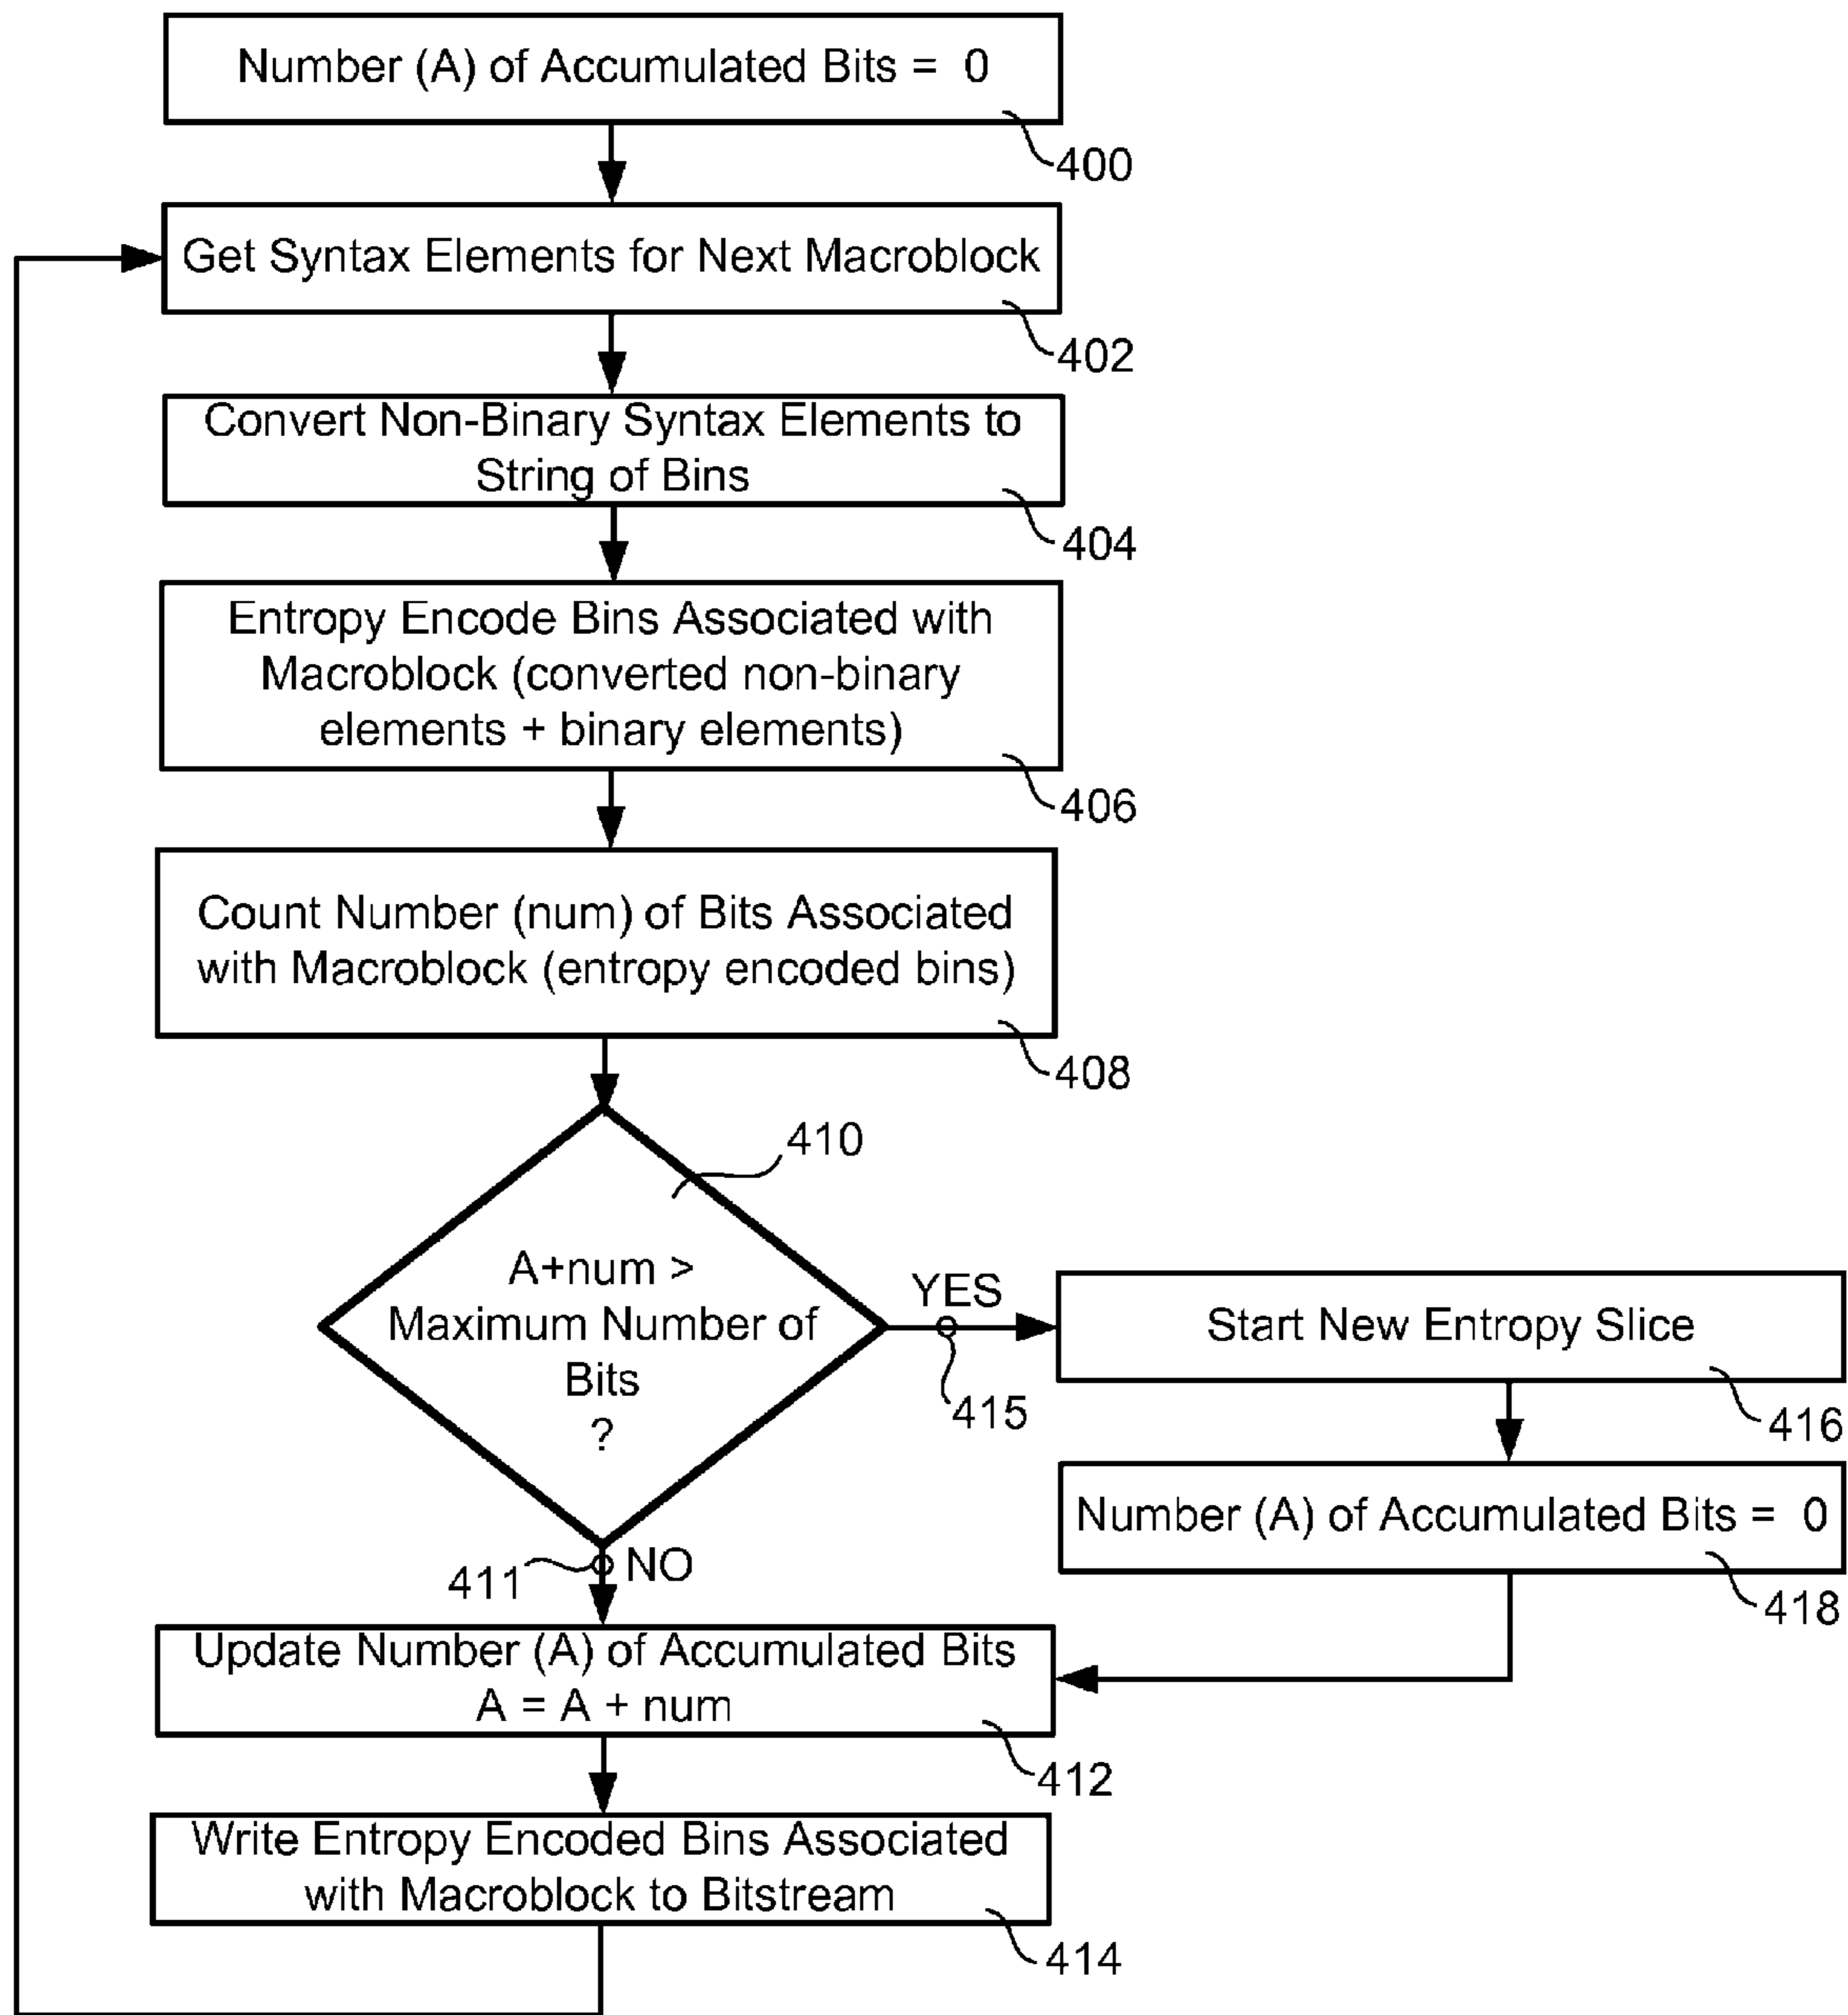 Number (A) of Accumulated Bits = 0
400
Get Syntax Elements for Next Macroblock
402
Convert Non-Binary Syntax Elements to
String of Bins
404
Entropy Encode Bins Associated with
Macroblock (converted non-binary
elements + binary elements)
406
Count Number (num) of Bits Associated
with Macroblock (entropy encoded bins)
408
410
A+num >
Maximum Number of
Bits
?
YES
415
Start New Entropy Slice
416
Number (A) of Accumulated Bits = 0
418
411
NO
Update Number (A) of Accumulated Bits
A = A + num
412
Write Entropy Encoded Bins Associated
with Macroblock to Bitstream
414